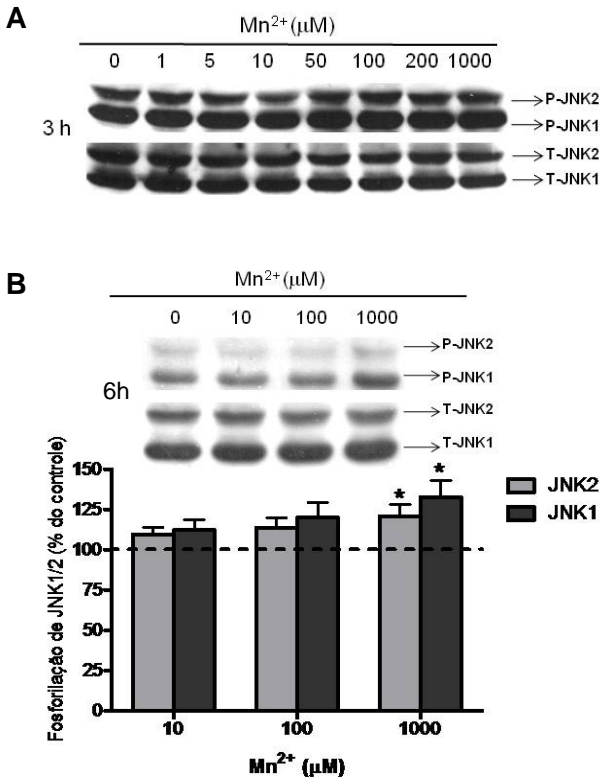 A
Mn²⁺(µM)
0 1 5 10 50 100 200 1000
3 h
P-JNK2
P-JNK1
T-JNK2
T-JNK1
B
Mn²⁺(µM)
0 10 100 1000
6h
P-JNK2
P-JNK1
T-JNK2
T-JNK1
Fosforilação de JNK1/2 (% do controle)
150
125
100
75
50
25
0
* *
JNK2
JNK1
10 100 1000
Mn²⁺ (µM)